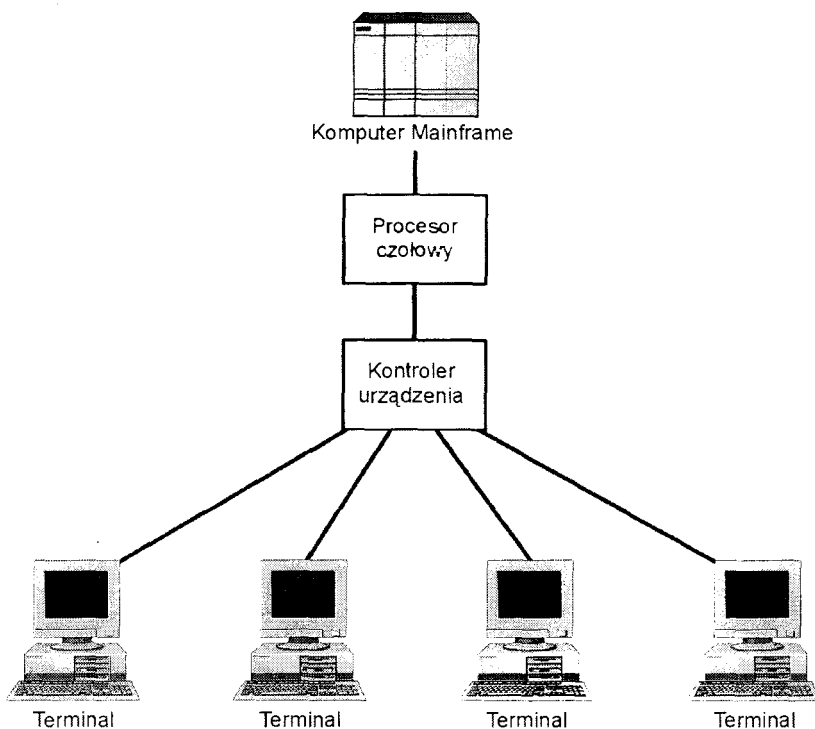 Komputer Mainframe
Procesor
czołowy
Kontroler
urządzenia
Terminal
Terminal
Terminal
Terminal